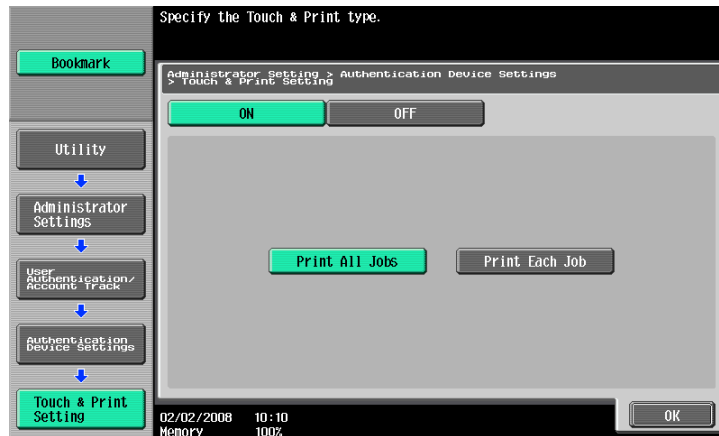 Specify the Touch & Print type.
Bookmark
Administrator Setting > Authentication Device Settings
> Touch & Print Setting
ON
OFF
Utility
Administrator
Settings
User
Authentication/
Account Track
Authentication
Device Settings
Touch & Print
Setting
Print All Jobs
Print Each Job
02/02/2008 10:10
Memory 100%
OK